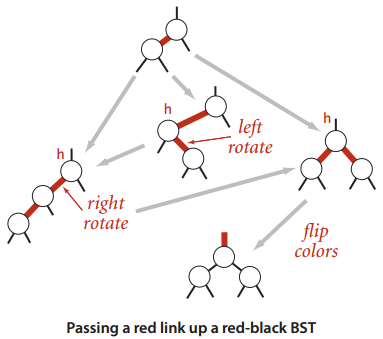 h
h
h
left
rotate
h
right
rotate
flip
colors
Passing a red link up a red-black BST